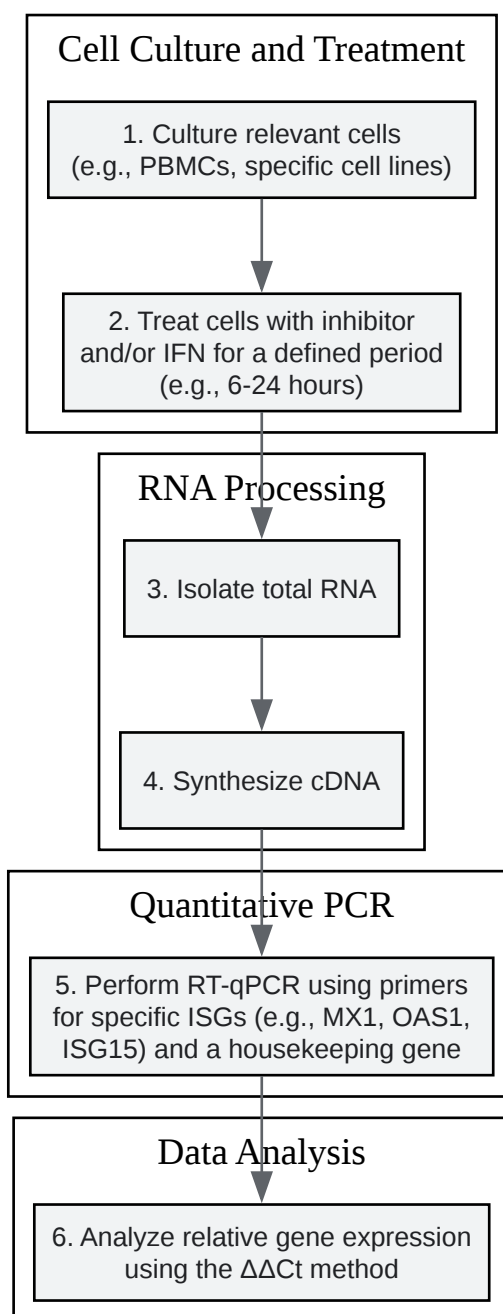 Cell Culture and Treatment
1. Culture relevant cells
(e.g., PBMCs, specific cell lines)
2. Treat cells with inhibitor
and/or IFN for a defined period
(e.g., 6-24 hours)
RNA Processing
3. Isolate total RNA
4. Synthesize cDNA
Quantitative PCR
5. Perform RT-qPCR using primers
for specific ISGs (e.g., MX1, OAS1,
ISG15) and a housekeeping gene
Data Analysis
6. Analyze relative gene expression
using the ΔΔCt method